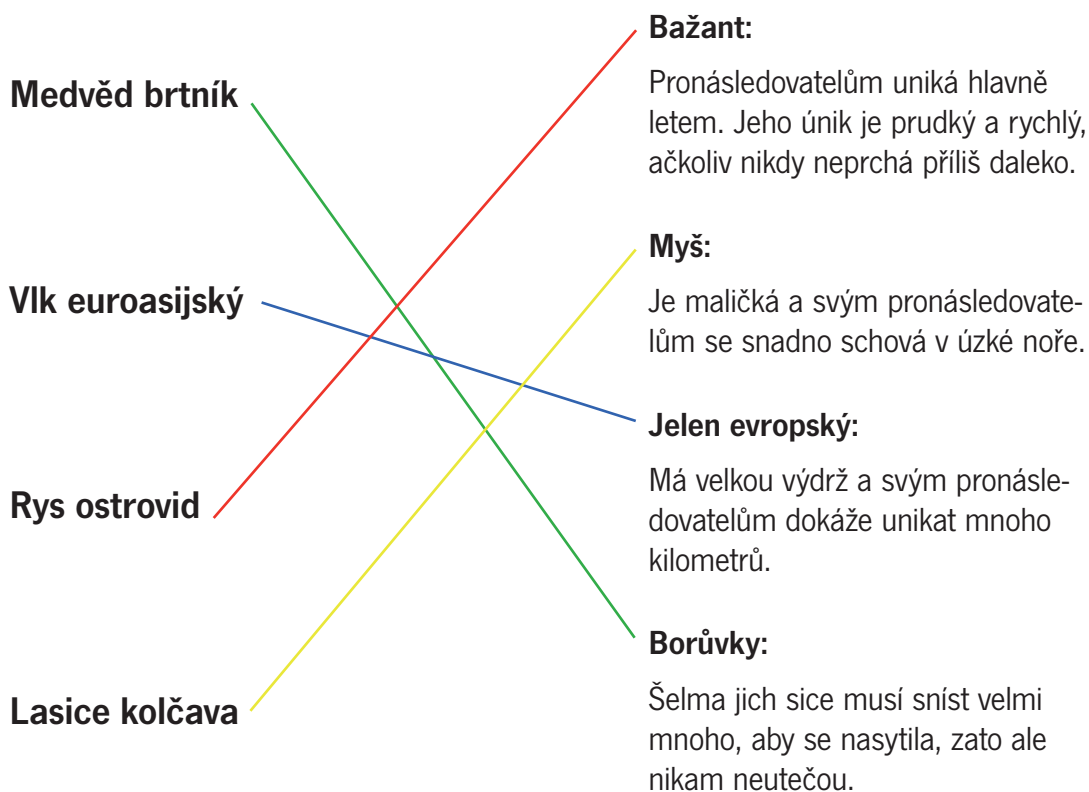 Medvěd brtník
Vlk euroasijský
Rys ostrovid
Lasice kolčava
Bažant:
Pronásledovatelům uniká hlavně
letem. Jeho únik je prudký a rychlý,
ačkoliv nikdy neprchá příliš daleko.
Myš:
Je maličká a svým pronásledovate-
lům se snadno schová v úzké noře.
Jelen evropský:
Má velkou výdrž a svým pronásle-
dovatelům dokáže unikat mnoho
kilometrů.
Borůvky:
Šelma jich sice musí sníst velmi
mnoho, aby se nasytila, zato ale
nikam neutečou.